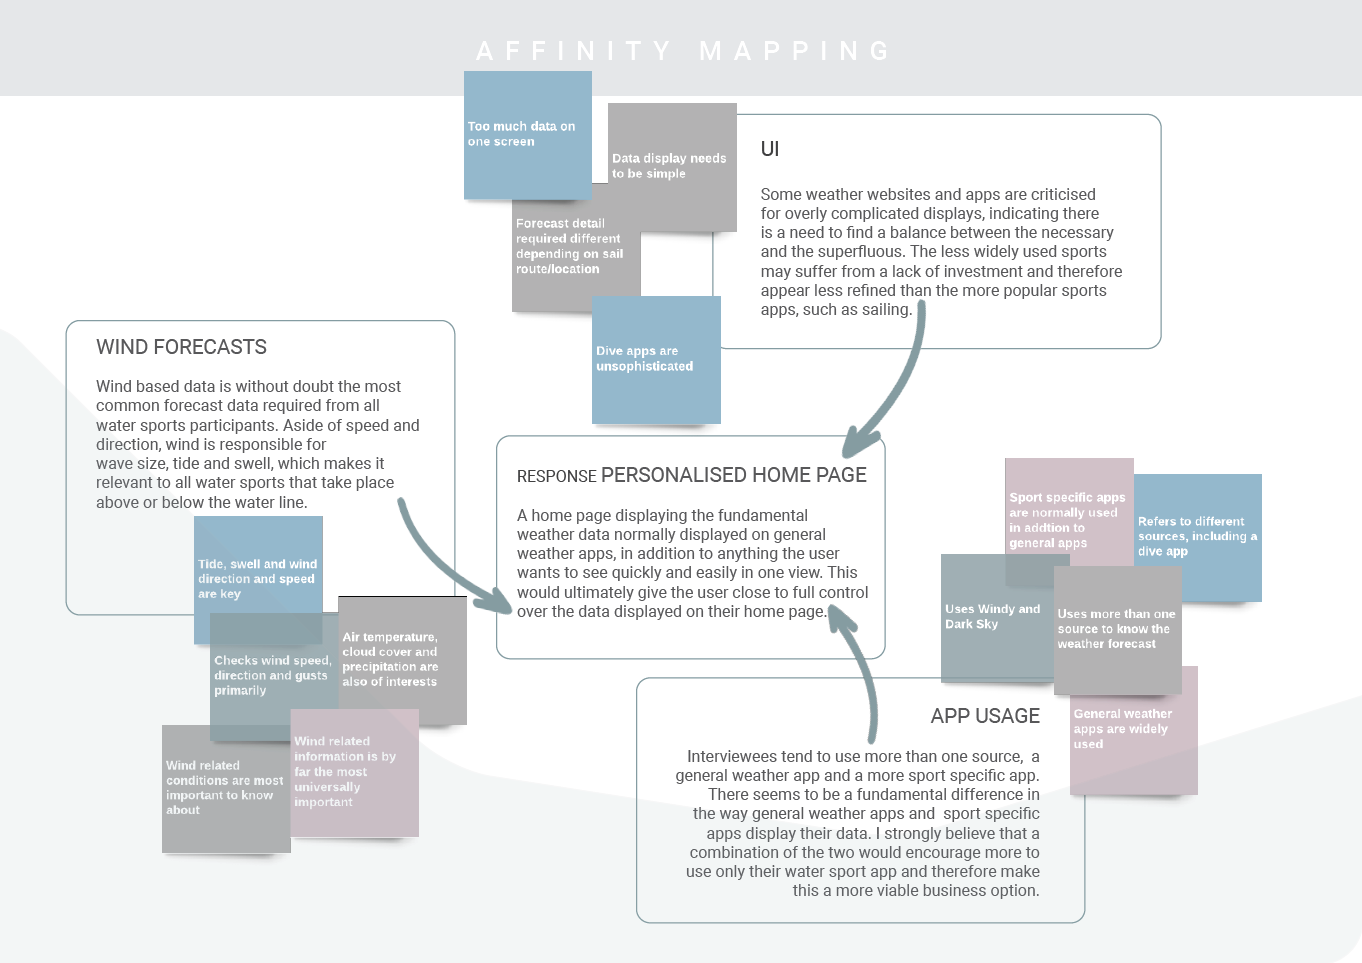 AFFINITY MAPPING
Too much data on
one screen
Data display needs
to be simple
Forecast detail
required different
depending on sail
route/location
Dive apps are
unsophisticated
UI
Some weather websites and apps are criticised
for overly complicated displays, indicating there
is a need to find a balance between the necessary
and the superfluous. The less widely used sports
may suffer from a lack of investment and therefore
appear less refined than the more popular sports
apps, such as sailing.
WIND FORECASTS
Wind based data is without doubt the most
common forecast data required from all
water sports participants. Aside of speed and
direction, wind is responsible for
wave size, tide and swell, which makes it
relevant to all water sports that take place
above or below the water line.
Tide, swell and wind
direction and speed
are key
Checks wind speed,
direction and gusts
primarily
Air temperature,
cloud cover and
precipitation are
also of interests
Wind related
conditions are most
important to know
about
Wind related
information is by
far the most
universally
important
RESPONSE PERSONALISED HOME PAGE
A home page displaying the fundamental
weather data normally displayed on general
weather apps, in addition to anything the user
wants to see quickly and easily in one view. This
would ultimately give the user close to full control
over the data displayed on their home page.
Sport specific apps
are normally used
in addtion to
general apps
Refers to different
sources, including a
dive app
Uses Windy and
Dark Sky
Uses more than one
source to know the
weather forecast
General weather
apps are widely
used
APP USAGE
Interviewees tend to use more than one source,  a
general weather app and a more sport specific app.
There seems to be a fundamental difference in
the way general weather apps and  sport specific
apps display their data. I strongly believe that a
combination of the two would encourage more to
use only their water sport app and therefore make
this a more viable business option.